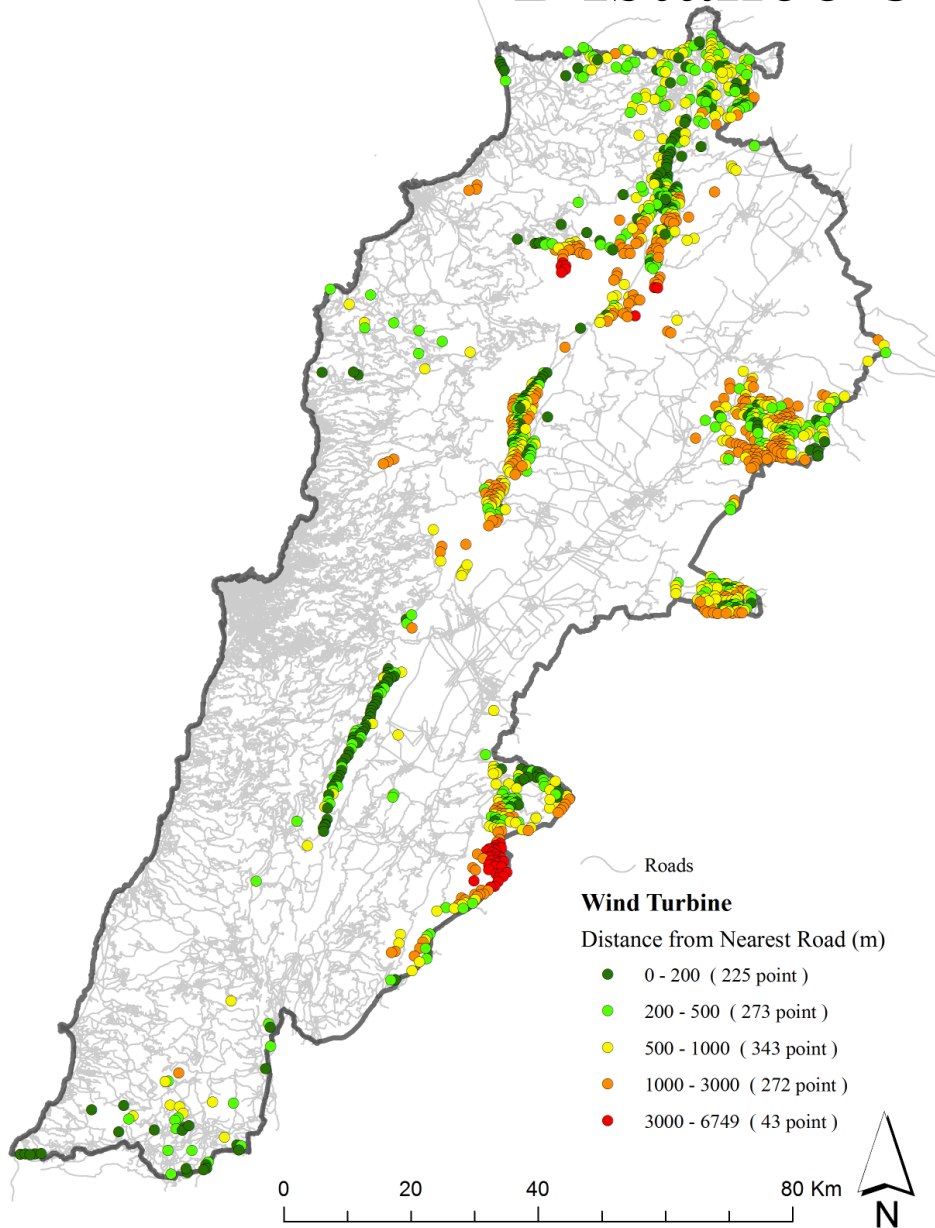 Roads
Wind Turbine
Distance from Nearest Road (m)
0 - 200 ( 225 point )
200 - 500 ( 273 point )
500 - 1000 ( 343 point )
1000 - 3000 ( 272 point )
3000 - 6749 ( 43 point )
0 20 40 80 Km
N